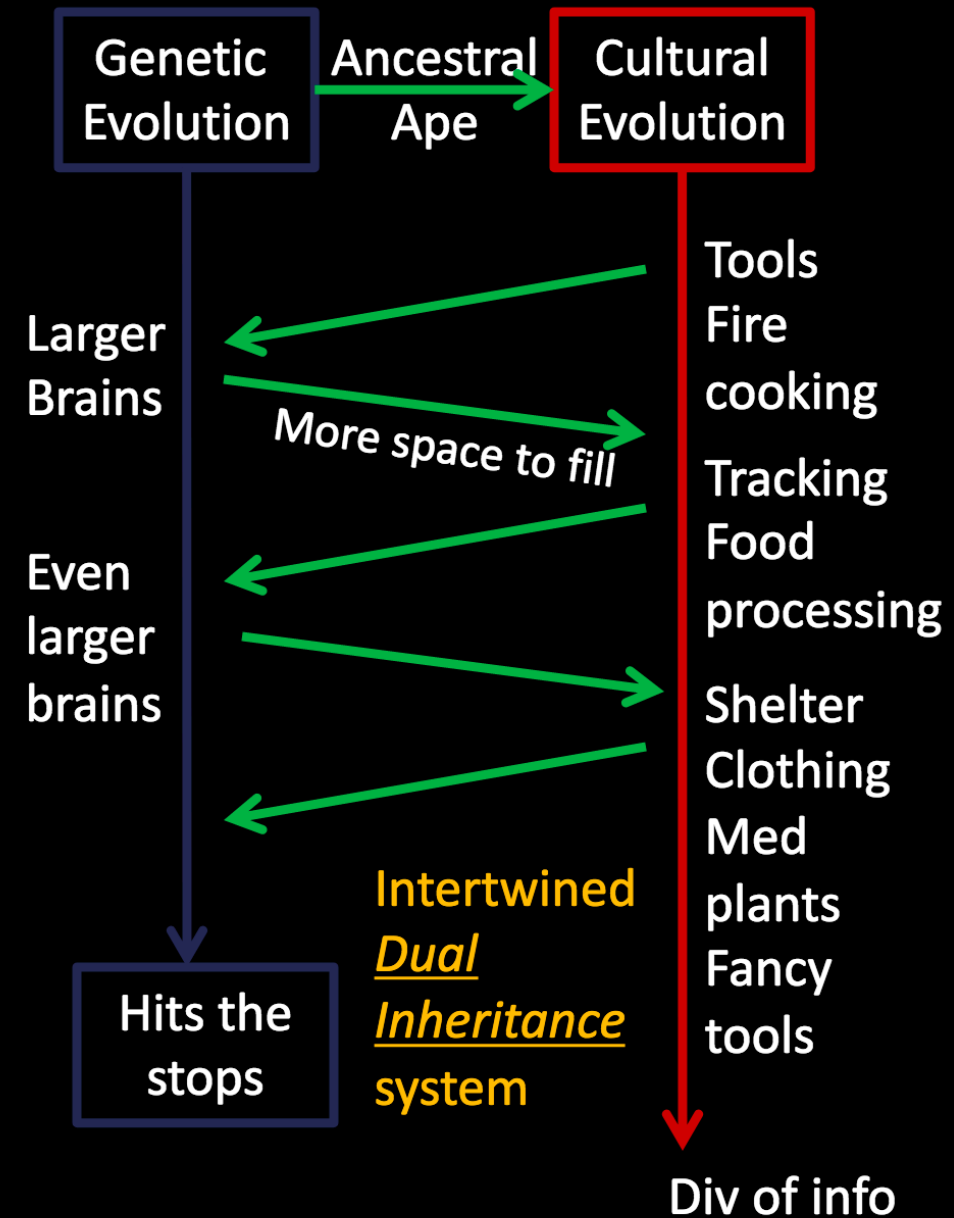 Genetic
Evolution
Ancestral
Ape
Cultural
Evolution
Tools
Fire
cooking
Larger
Brains
More space to fill
Tracking
Food
processing
Even
larger
brains
Shelter
Clothing
Med
plants
Fancy
tools
Intertwined
Dual
Inheritance
system
Hits the
stops
Div of info